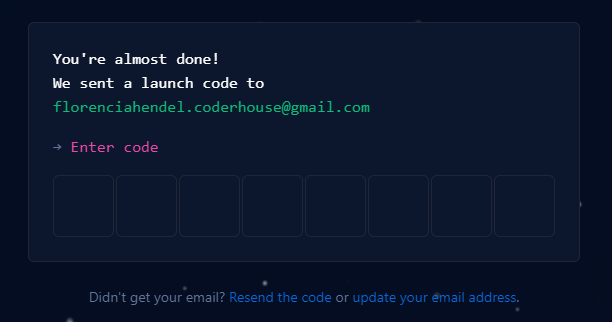 You're almost done!
We sent a launch code to
florenciahendel.coderhouse@gmail.com
→ Enter code
Didn't get your email? Resend the code or update your email address.